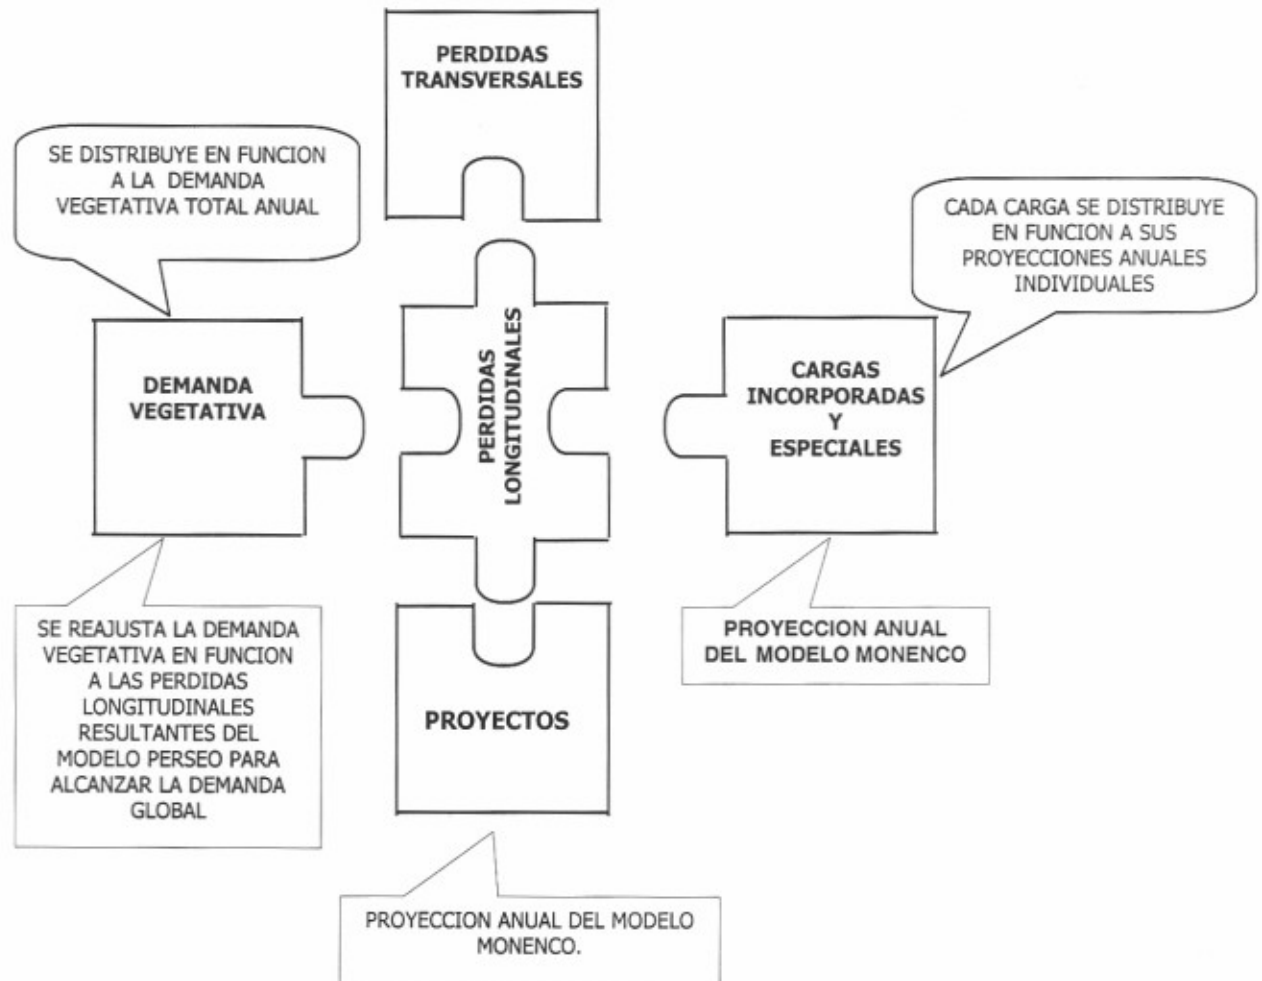 PERDIDAS
TRANSVERSALES
SE DISTRIBUYE EN FUNCION
A LA DEMANDA
VEGETATIVA TOTAL ANUAL
CADA CARGA SE DISTRIBUYE
EN FUNCION A SUS
PROYECCIONES ANUALES
INDIVIDUALES
DEMANDA
VEGETATIVA
PERDIDAS
LONGITUDINALES
CARGAS
INCORPORADAS
Y
ESPECIALES
SE REAJUSTA LA DEMANDA
VEGETATIVA EN FUNCION
A LAS PERDIDAS
LONGITUDINALES
RESULTANTES DEL
MODELO PERSEO PARA
ALCANZAR LA DEMANDA
GLOBAL
PROYECCION ANUAL
DEL MODELO MONENCO
PROYECTOS
PROYECCION ANUAL DEL MODELO
MONENCO.